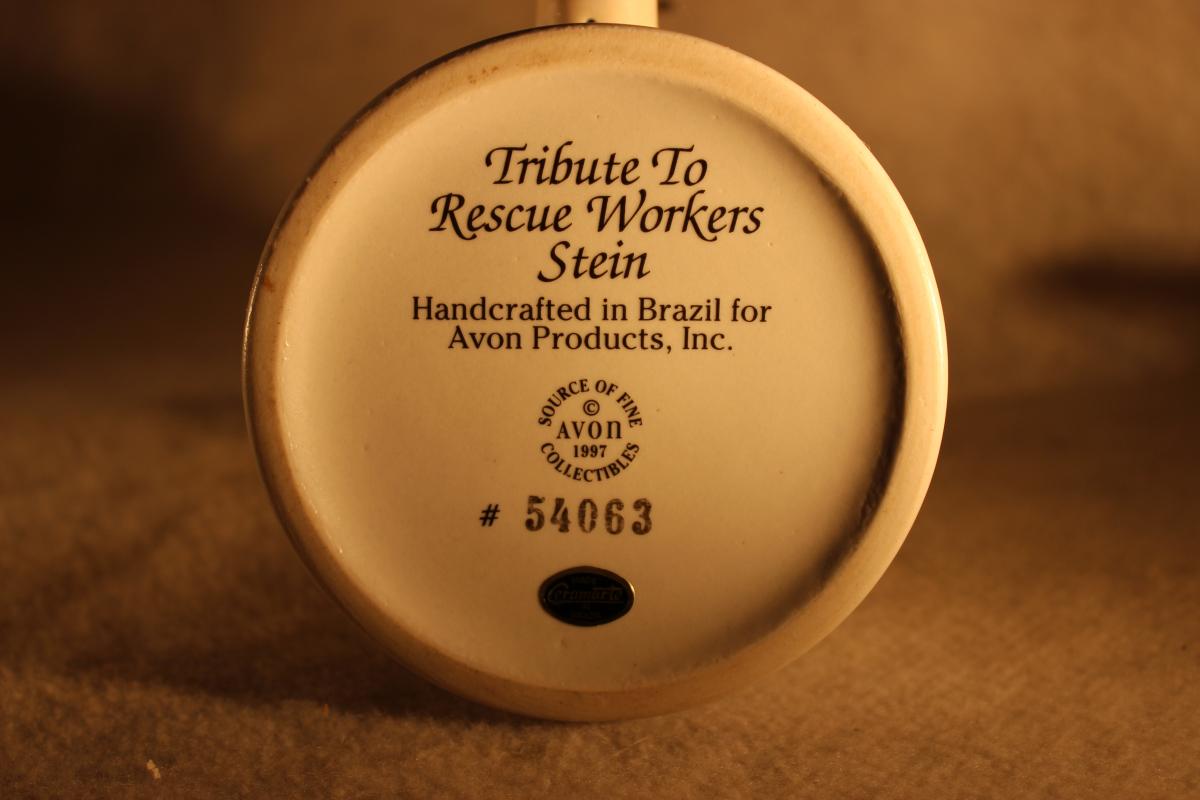 Tribute To
Rescue Workers
Stein
Handcrafted in Brazil for
Avon Products, Inc.
SOURCE OF FINE
©
AVON
1997
COLLECTIBLES
# 54063
Ceramarte